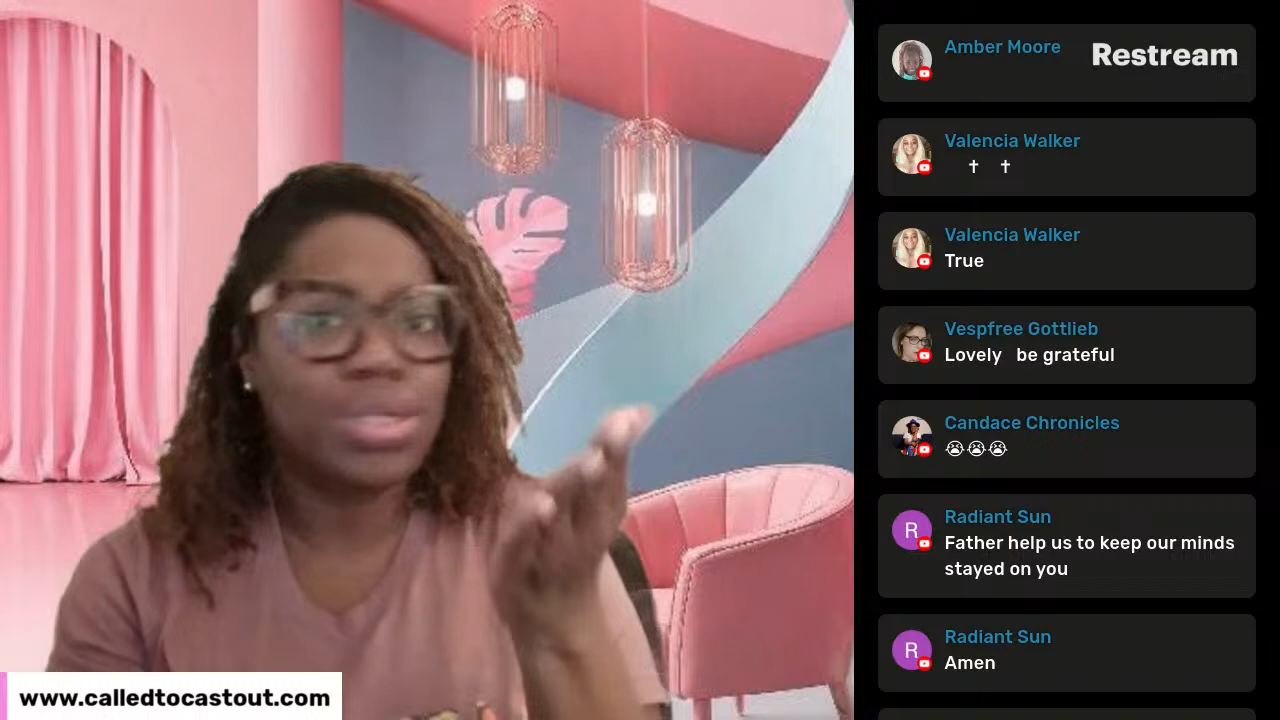 Amber Moore
Restream
Valencia Walker
✝ ✝
Valencia Walker
True
Vespfree Gottlieb
Lovely be grateful
Candace Chronicles
😭😭😭
R
Radiant Sun
Father help us to keep our minds
stayed on you
R
Radiant Sun
Amen
www.calledtocastout.com